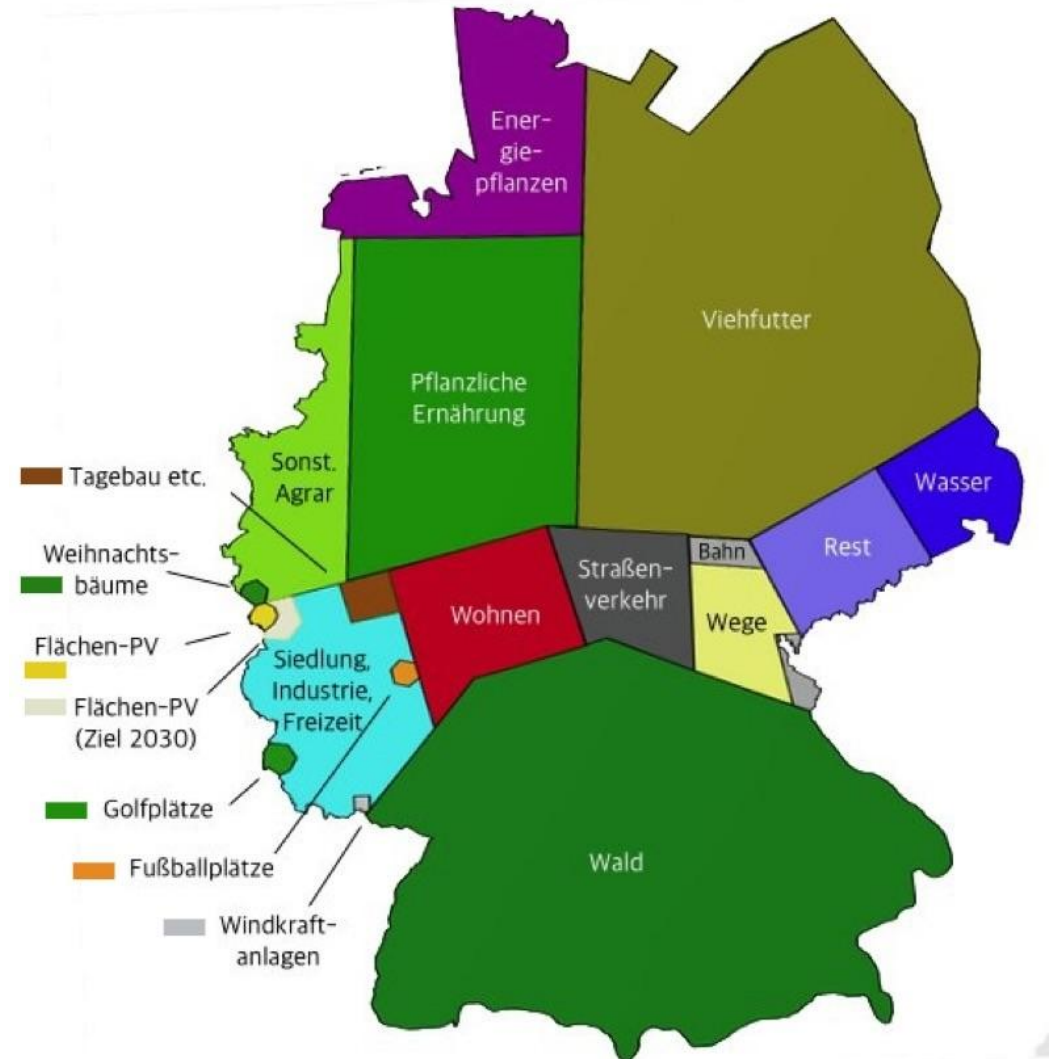 Ener-
gie-
pflanzen
Viehfutter
Pflanzliche
Ernährung
Sonst.
Agrar
Tagebau etc.
Wasser
Rest
Bahn
Straßen-
verkehr
Weihnachts-
bäume
Wohnen
Wege
Flächen-PV
Siedlung,
Industrie,
Freizeit
Flächen-PV
(Ziel 2030)
Golfplätze
Fußballplätze
Wald
Windkraft-
anlagen